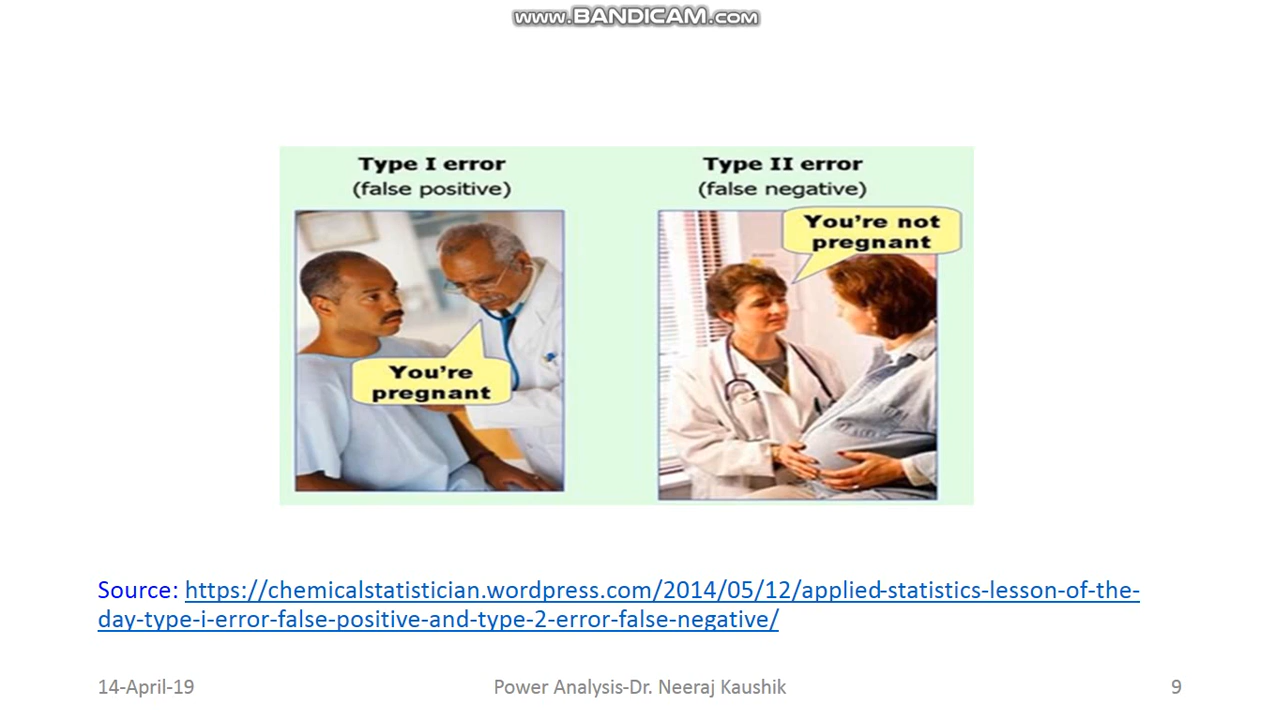 www.BANDICAM.com
Type I error
(false positive)
You're
pregnant
Type II error
(false negative)
You're not
pregnant
Source: https://chemicalstatistician.wordpress.com/2014/05/12/applied-statistics-lesson-of-the-
day-type-i-error-false-positive-and-type-2-error-false-negative/
14-April-19
Power Analysis-Dr. Neeraj Kaushik
9